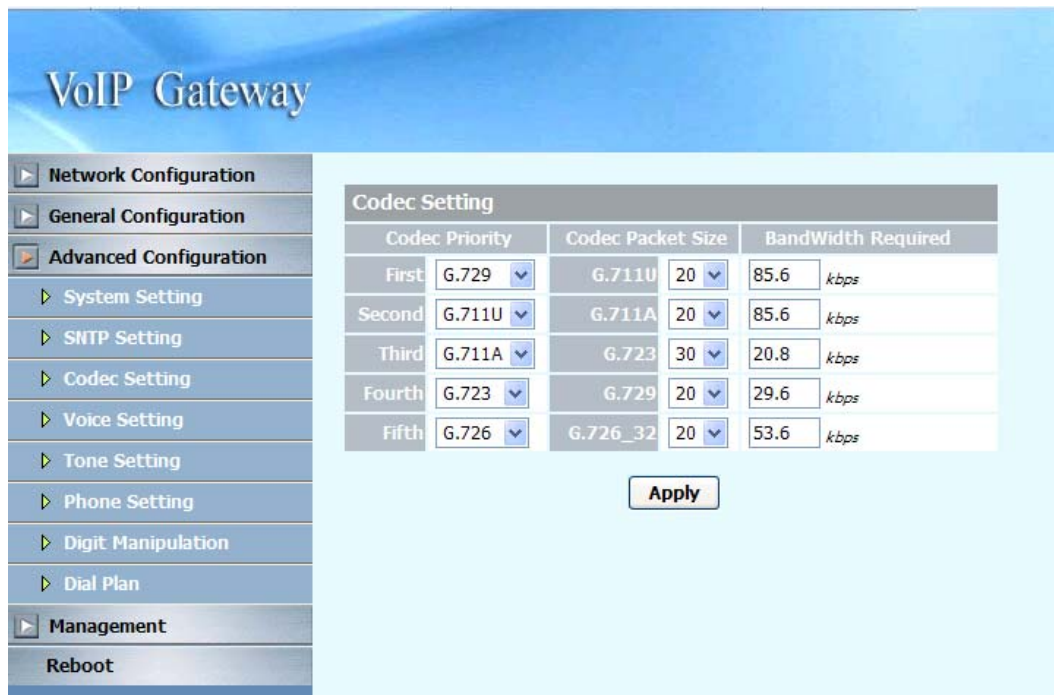 VoIP Gateway
Network Configuration
General Configuration
Advanced Configuration
System Setting
SNTP Setting
Codec Setting
Voice Setting
Tone Setting
Phone Setting
Digit Manipulation
Dial Plan
Management
Reboot
Codec Setting
Codec Priority Codec Packet Size BandWidth Required
First G.729 G.711U 20 85.6 kbps
Second G.711U G.711A 20 85.6 kbps
Third G.711A G.723 30 20.8 kbps
Fourth G.723 G.729 20 29.6 kbps
Fifth G.726 G.726_32 20 53.6 kbps
Apply